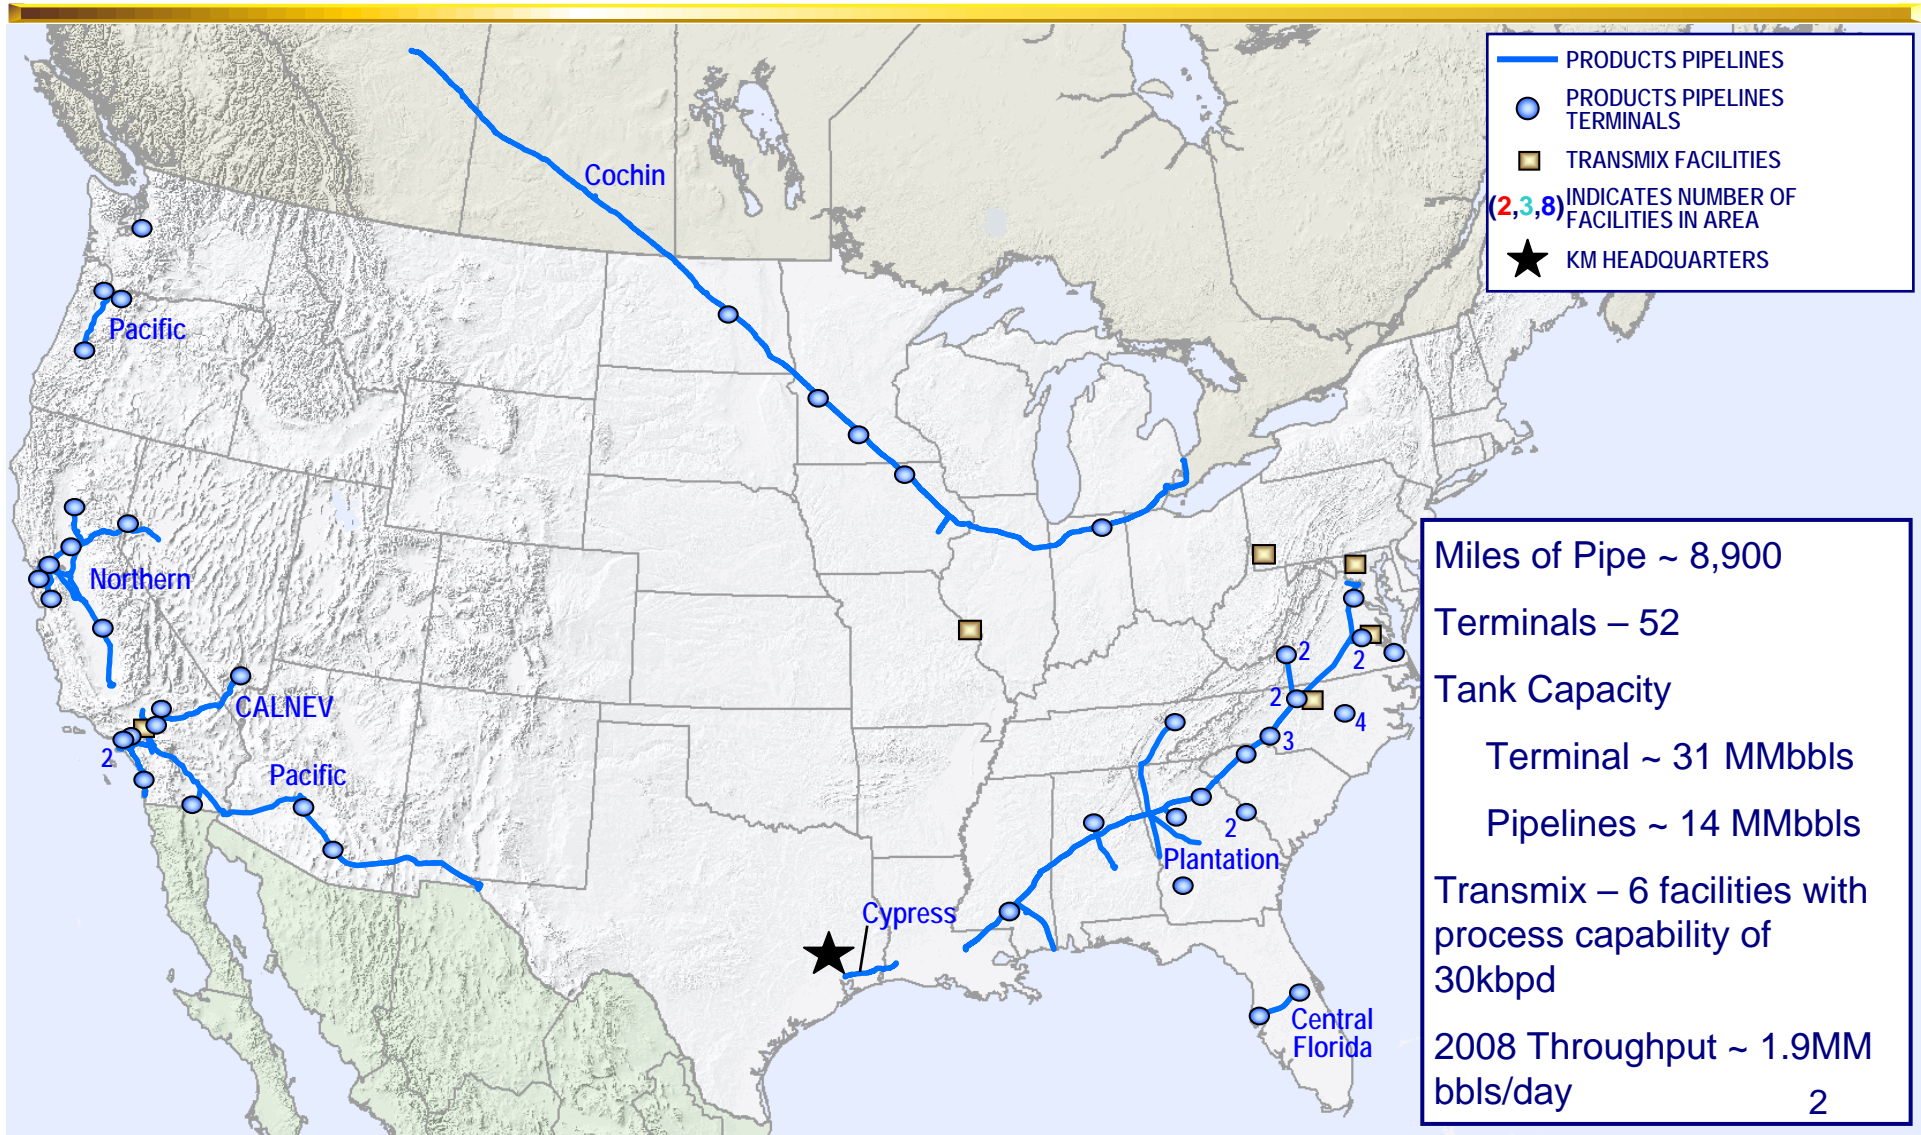 PRODUCTS PIPELINES
PRODUCTS PIPELINES
TERMINALS
TRANSMIX FACILITIES
(2,3,8) INDICATES NUMBER OF
FACILITIES IN AREA
KM HEADQUARTERS
Cochin
Pacific
Northern
CALNEV
2
Pacific
Cypress
Plantation
2
2
2
4
3
2
Central
Florida
Miles of Pipe ~ 8,900
Terminals – 52
Tank Capacity
Terminal ~ 31 MMbbls
Pipelines ~ 14 MMbbls
Transmix – 6 facilities with
process capability of
30kbpd
2008 Throughput ~ 1.9MM
bbls/day
2